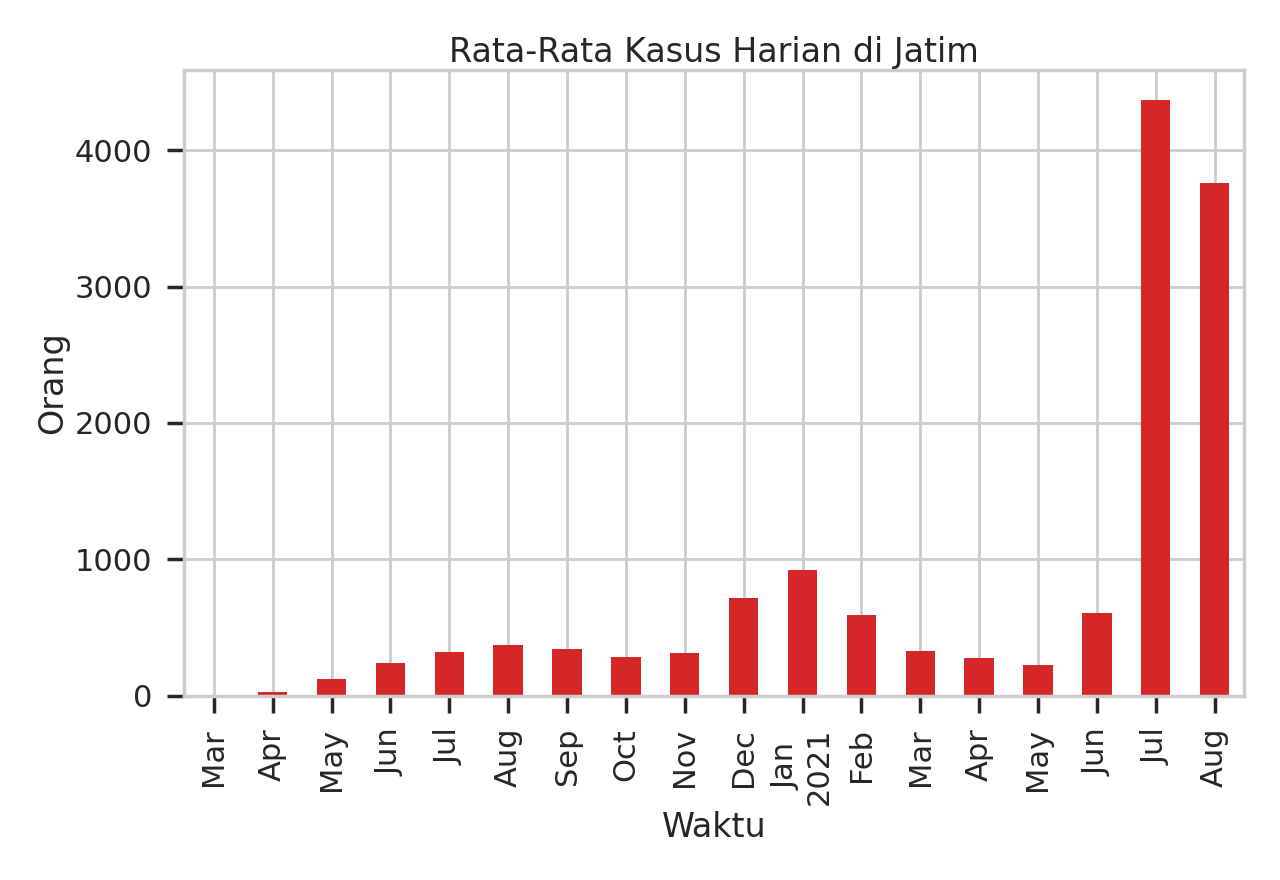 Rata-Rata Kasus Harian di Jatim
4000
3000
2000
1000
0
Orang
Mar
Apr
May
Jun
Jul
Aug
Sep
Oct
Nov
Dec
Jan
2021
Feb
Mar
Apr
May
Jun
Jul
Aug
Waktu